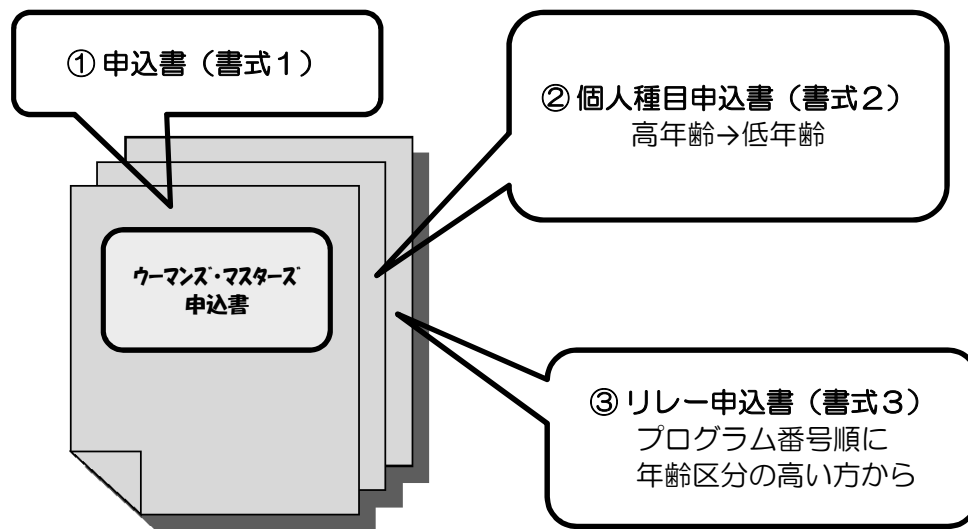 ① 申込書（書式１）
② 個人種目申込書（書式２）
高年齢→低年齢
ウーマンズ・マスターズ
申込書
③ リレー申込書（書式３）
プログラム番号順に
年齢区分の高い方から